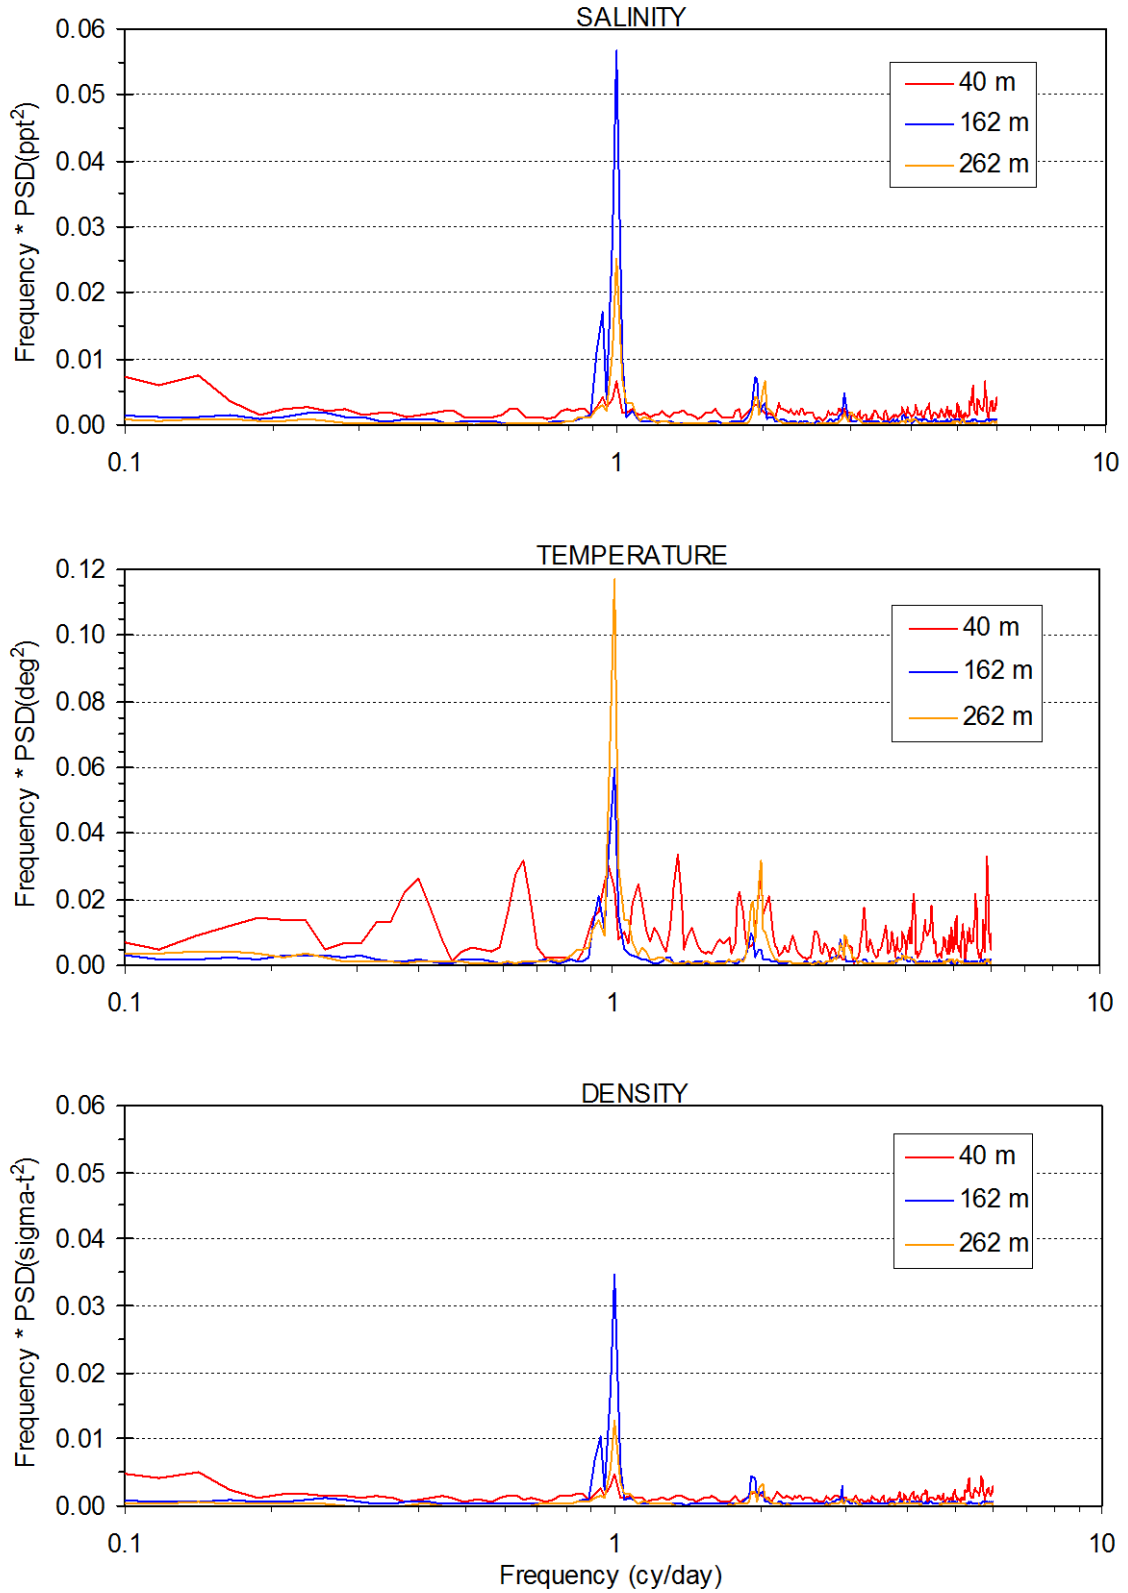 SALINITY
Frequency * PSD(ppt²)
0.06
0.05
0.04
0.03
0.02
0.01
0.00
40 m
162 m
262 m
0.1
1
10
TEMPERATURE
Frequency * PSD(deg²)
0.12
0.10
0.08
0.06
0.04
0.02
0.00
40 m
162 m
262 m
0.1
1
10
DENSITY
Frequency * PSD(sigma-t²)
0.06
0.05
0.04
0.03
0.02
0.01
0.00
40 m
162 m
262 m
0.1
1
10
Frequency (cy/day)